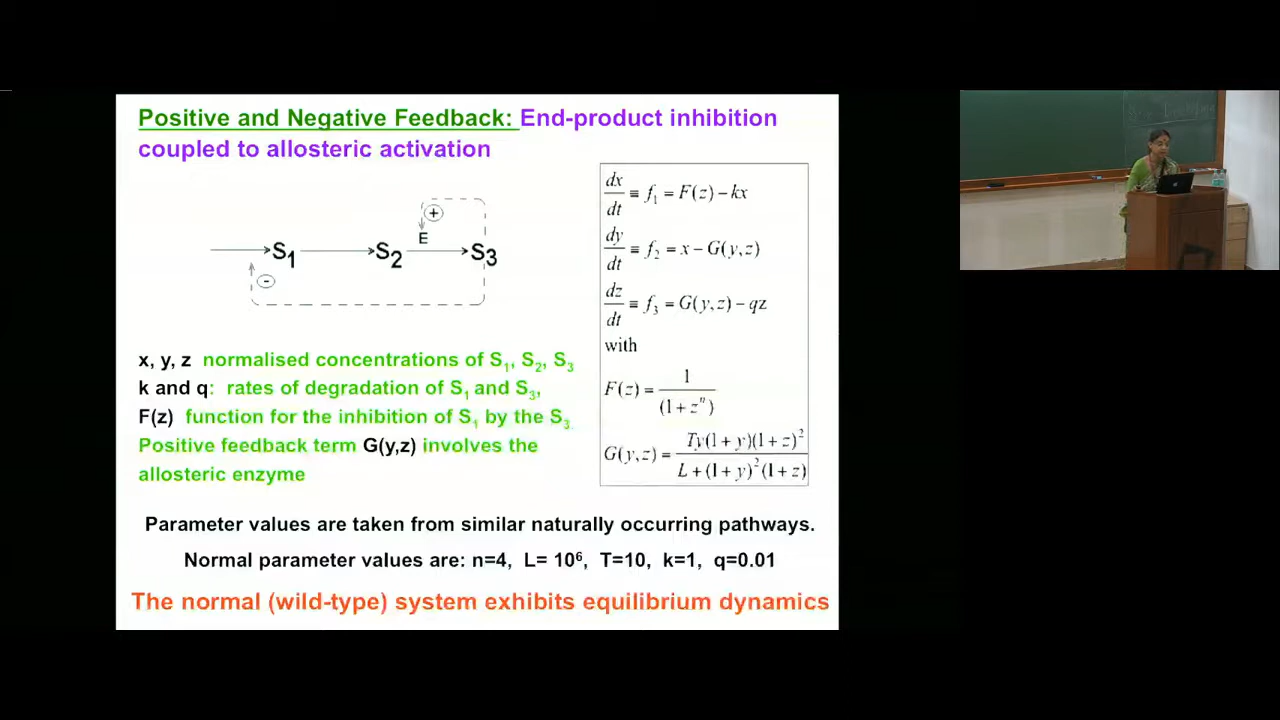 Positive and Negative Feedback: End-product inhibition
coupled to allosteric activation
+
E
S₁ S₂ S₃
-
dx/dt ≡ f₁ = F(z) – kx
dy/dt ≡ f₂ = x – G(y,z)
dz/dt ≡ f₃ = G(y,z) – qz
with
F(z) = 1/(1+zⁿ)
G(y,z) = Ty(1+y)(1+z)²/L+(1+y)²(1+z)
x, y, z normalised concentrations of S₁, S₂, S₃
k and q: rates of degradation of S₁ and S₃,
F(z) function for the inhibition of S₁ by the S₃.
Positive feedback term G(y,z) involves the
allosteric enzyme
Parameter values are taken from similar naturally occurring pathways.
Normal parameter values are: n=4, L= 10⁶, T=10, k=1, q=0.01
The normal (wild-type) system exhibits equilibrium dynamics